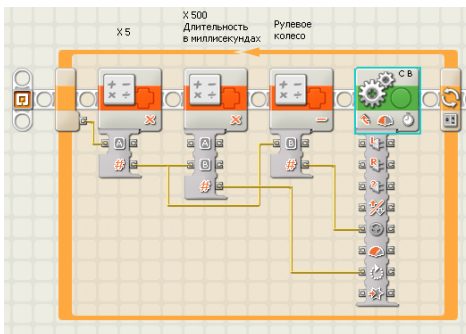 X 5
X 500
Длительность
в миллисекундах
Рулевое
колесо
C B
A
B
#
A
B
#
B
#
L
R
?